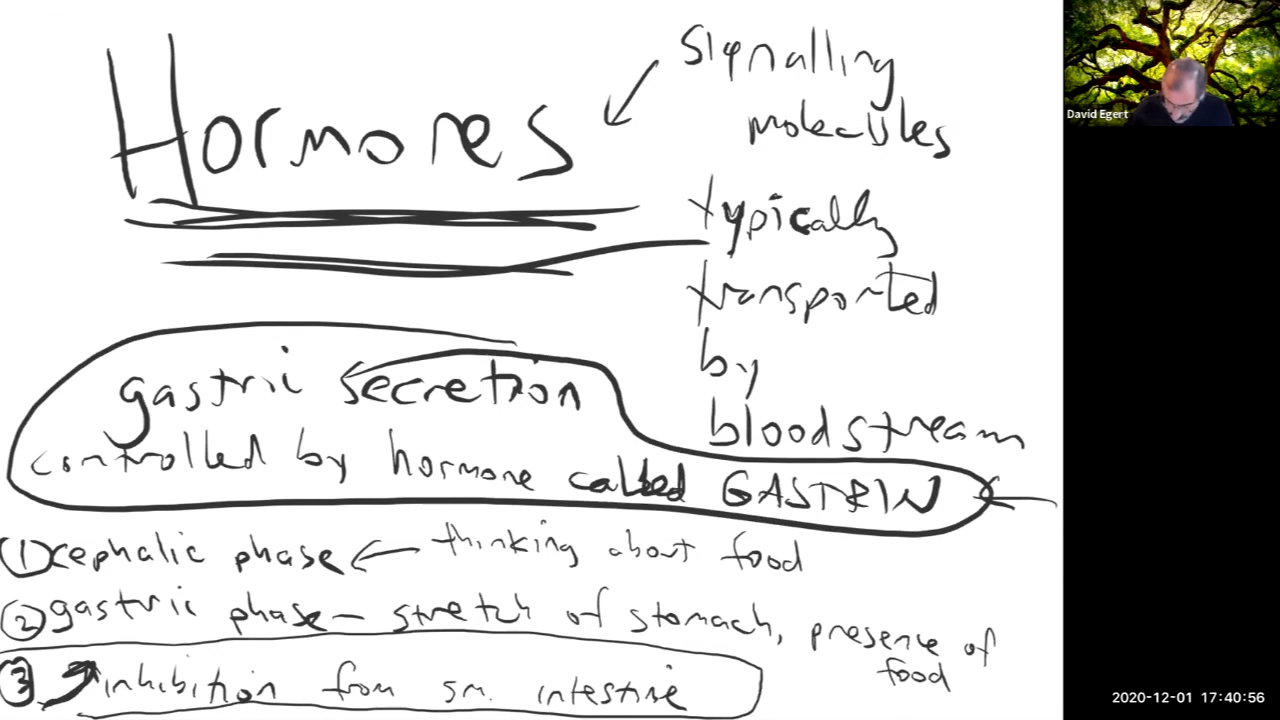 Hormones
signalling
molecules
typically
transported
by
bloodstream
gastric secretion
controlled by hormone called GASTRIN
① cephalic phase ← thinking about food
② gastric phase — stretch of stomach, presence of
food
③ inhibition from sm. intestine
David Egert
2020-12-01 17:40:56